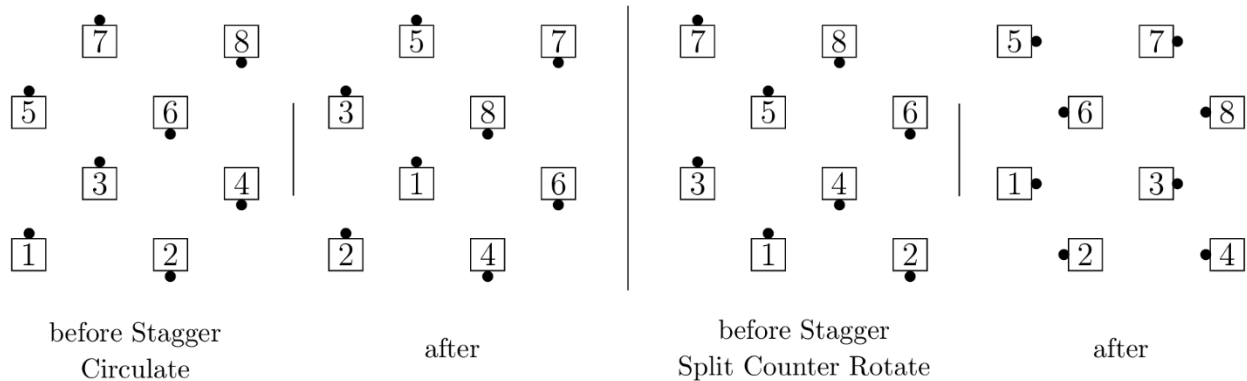 7 8 5 7 7 8 5 7
5 6 3 8 5 6 6 8
3 4 1 6 3 4 1 3
1 2 2 4 1 2 2 4
before Stagger
Circulate
after
before Stagger
Split Counter Rotate
after